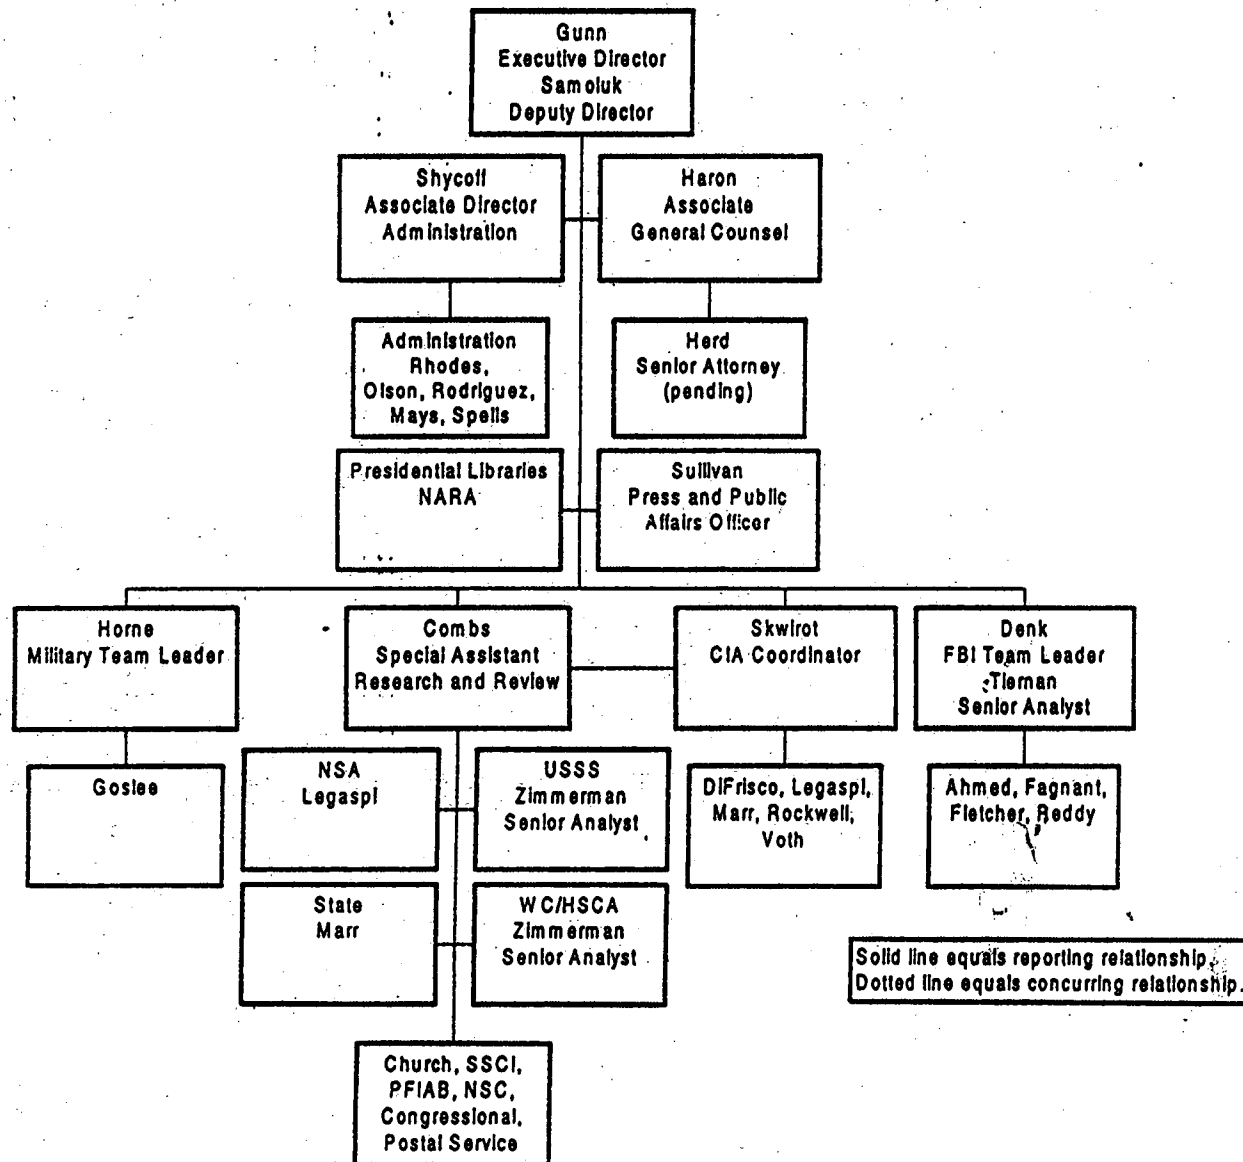 Gunn
Executive Director
Samoluk
Deputy Director
Shycoff
Associate Director
Administration
Haron
Associate
General Counsel
Administration
Rhodes,
Olson, Rodriguez,
Mays, Spells
Herd
Senior Attorney
(pending)
Presidential Libraries
NARA
Sullivan
Press and Public
Affairs Officer
Horne
Military Team Leader
Combs
Special Assistant
Research and Review
Skwirot
CIA Coordinator
Denk
FBI Team Leader
Tiernan
Senior Analyst
Goslee
NSA
Legaspi
USSS
Zimmerman
Senior Analyst
DiFrisco, Legaspi,
Marr, Rockwell,
Voth
Ahmed, Fagnant,
Fletcher, Reddy
State
Marr
WC/HSCA
Zimmerman
Senior Analyst
Solid line equals reporting relationship.
Dotted line equals concurring relationship.
Church, SSCI,
PFIAB, NSC,
Congressional,
Postal Service